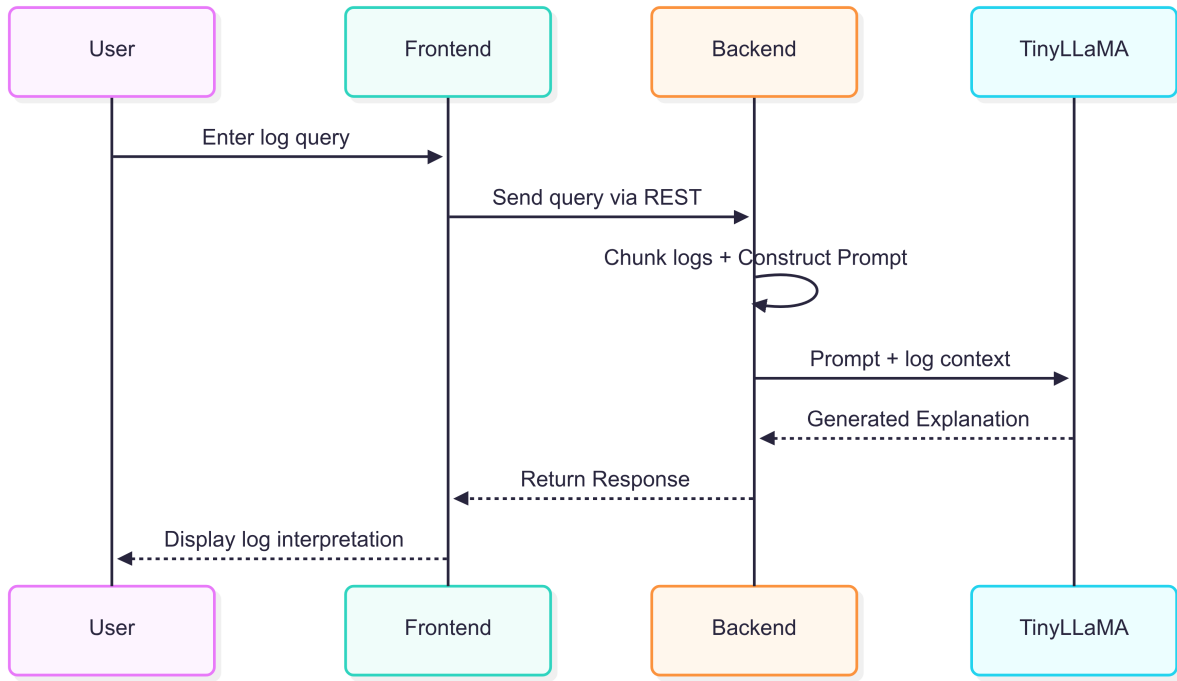 User
Frontend
Backend
TinyLLaMA
Enter log query
Send query via REST
Chunk logs + Construct Prompt
Prompt + log context
Generated Explanation
Return Response
Display log interpretation
User
Frontend
Backend
TinyLLaMA